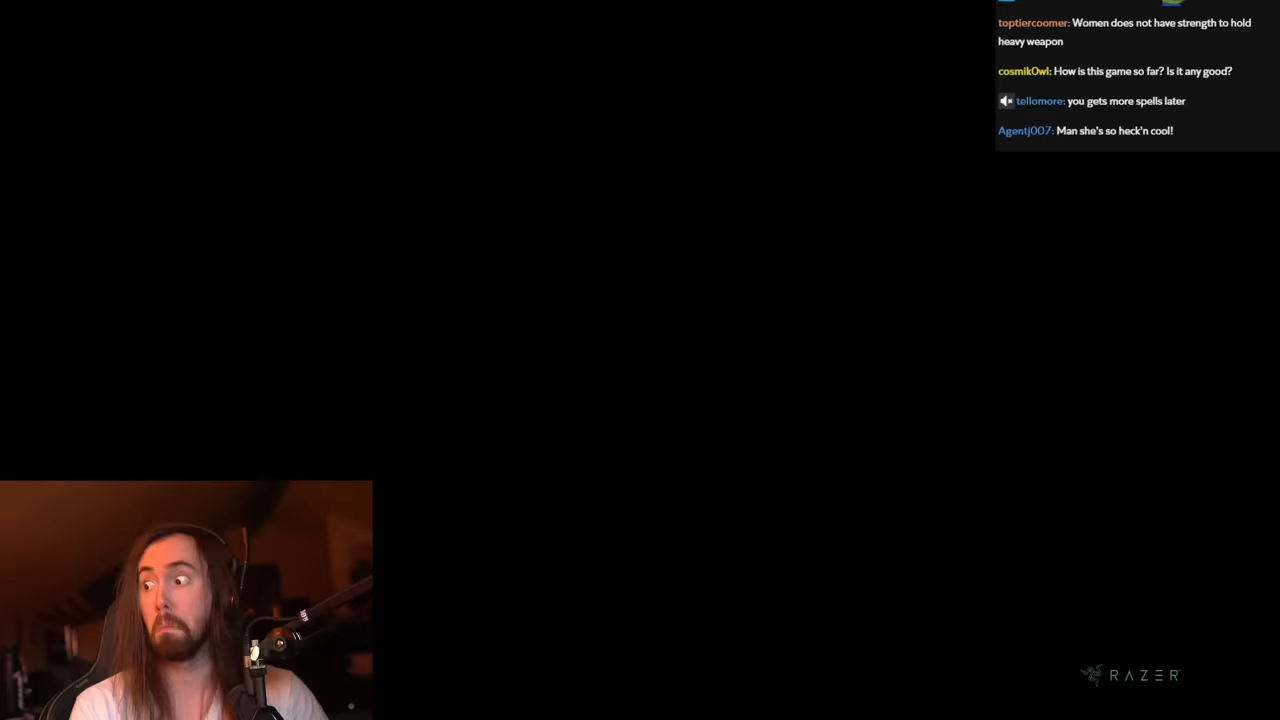 toptiercoomer: Women does not have strength to hold
heavy weapon
cosmik0wl: How is this game so far? Is it any good?
tellomore: you gets more spells later
Agentj007: Man she's so heck'n cool!
RAZER